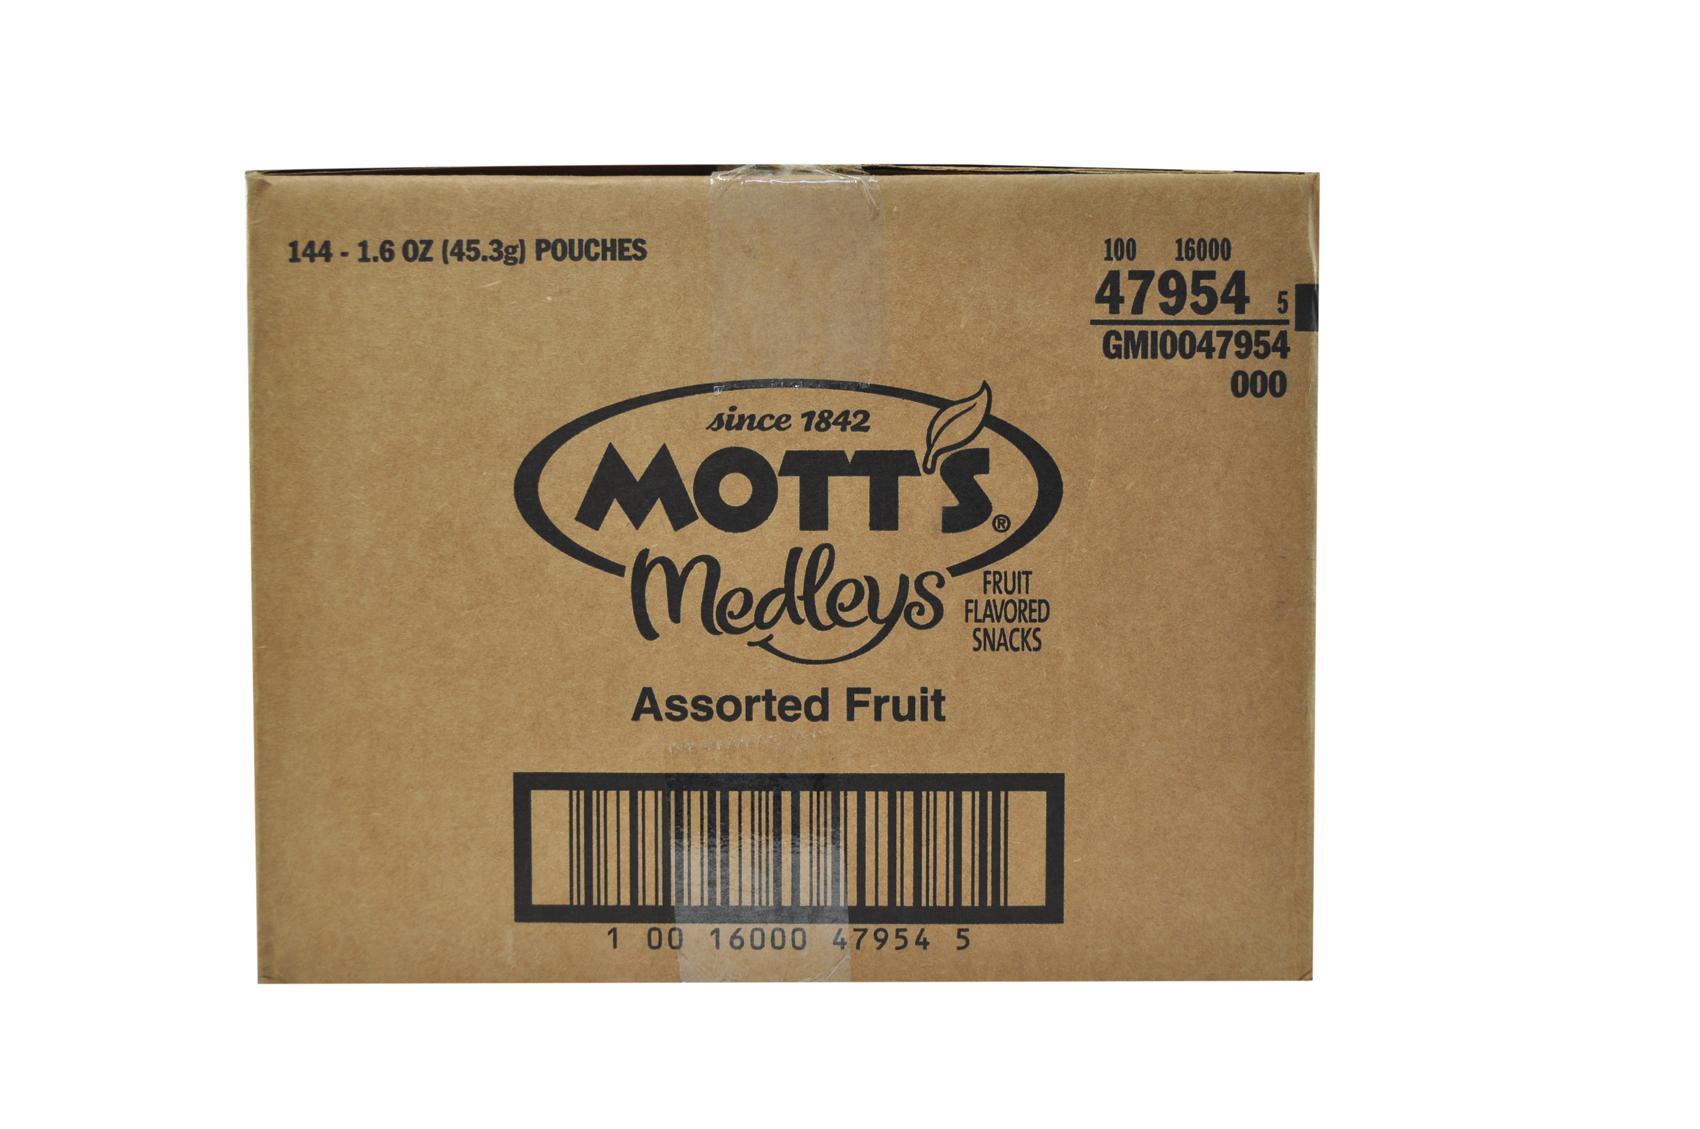 144 - 1.6 OZ (45.3g) POUCHES
100 16000
47954 5
GMI0047954
000
since 1842
MOTT'S®
Medleys
FRUIT
FLAVORED
SNACKS
Assorted Fruit
1 00 16000 47954 5